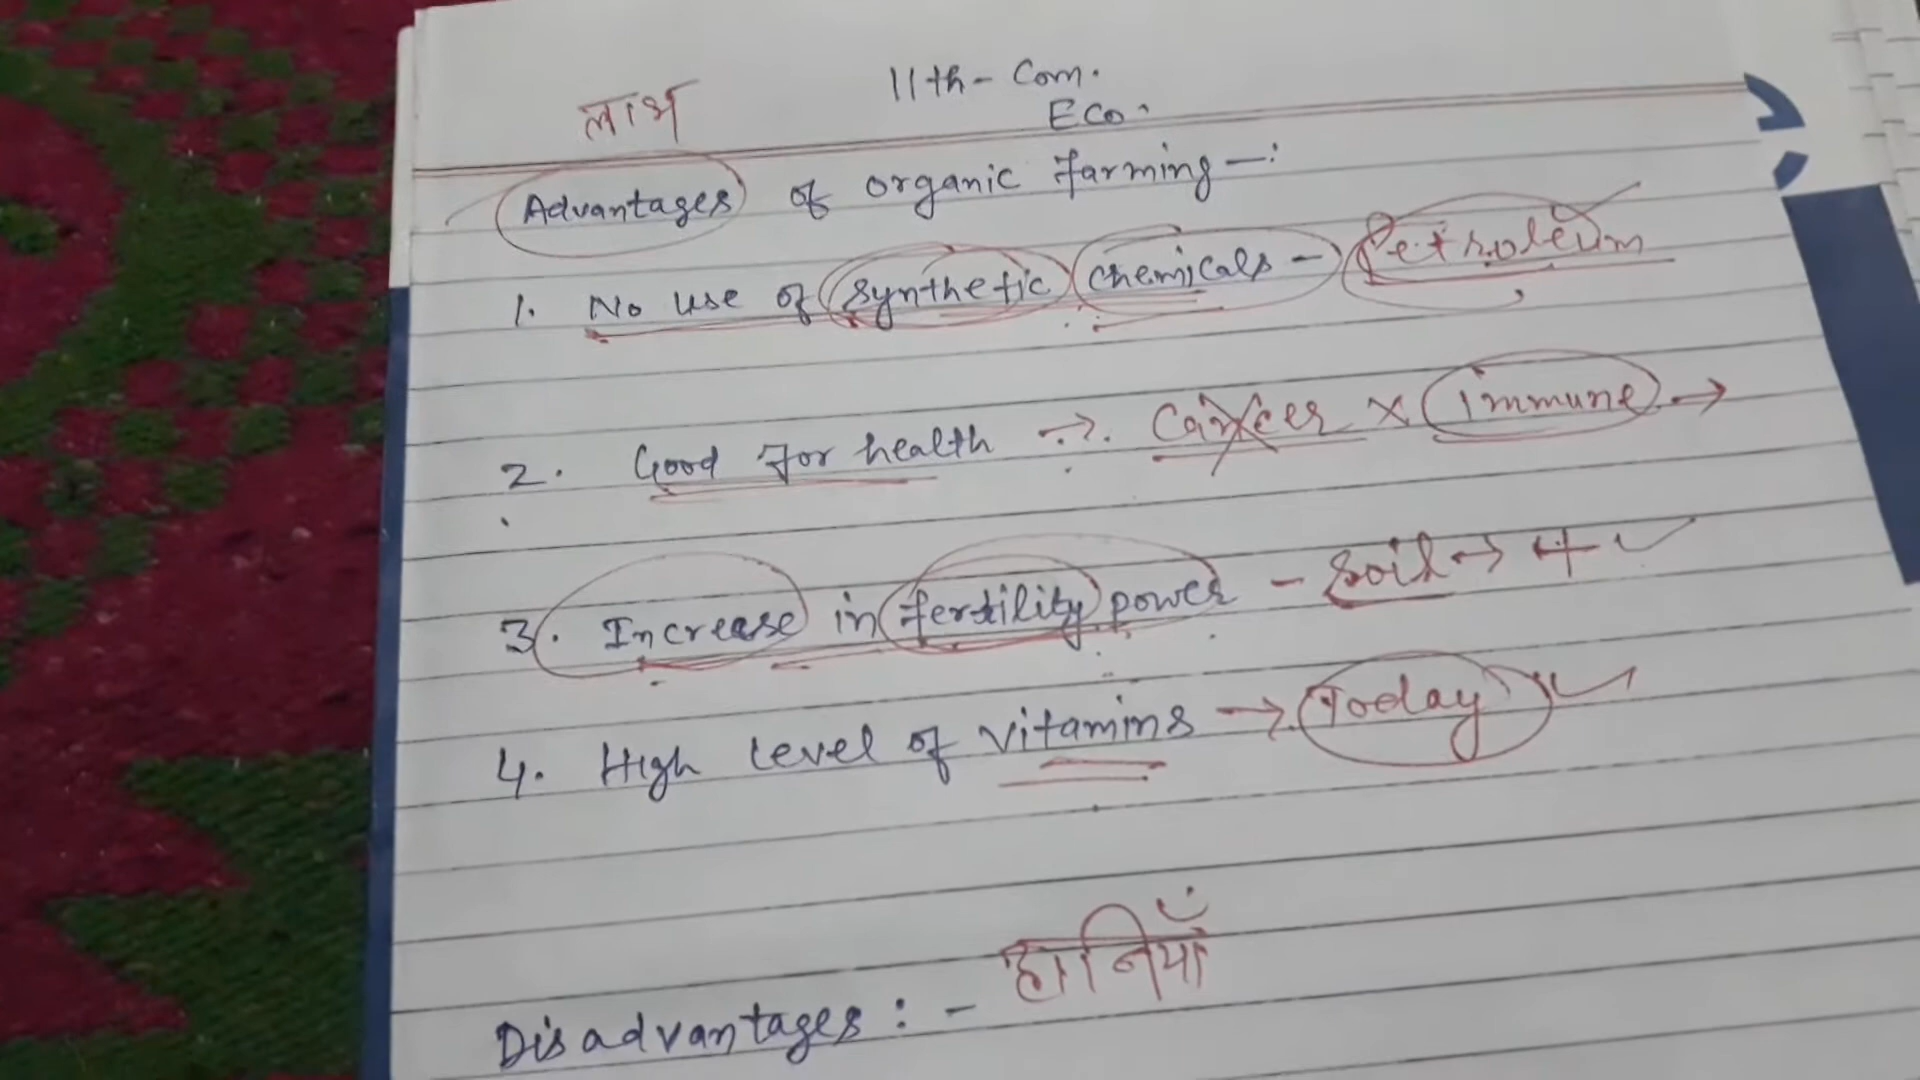 11th - Com.
लाभ Eco.
Advantages of organic farming -:
1. No use of synthetic chemicals - Petroleum
2. Good for health → Cancer × immune →
3. Increase in fertility power - Soil → + ✓
4. High level of vitamins → Today ✓
Disadvantages : - हानियाँ